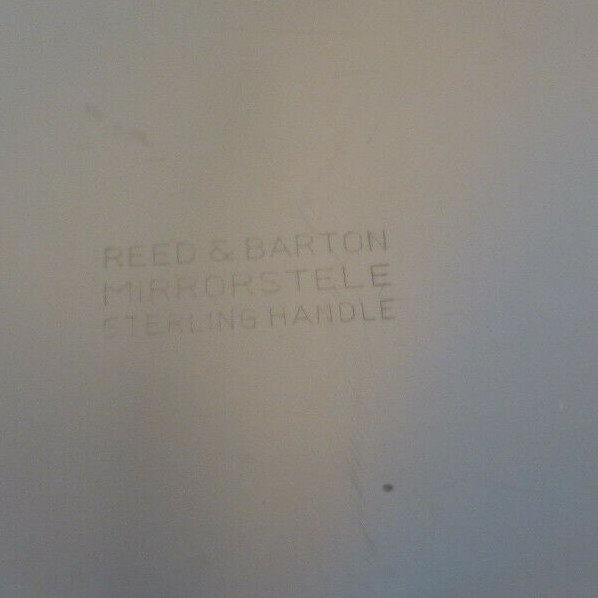 REED & BARTON
MIRRORSTELE
STERLING HANDLE